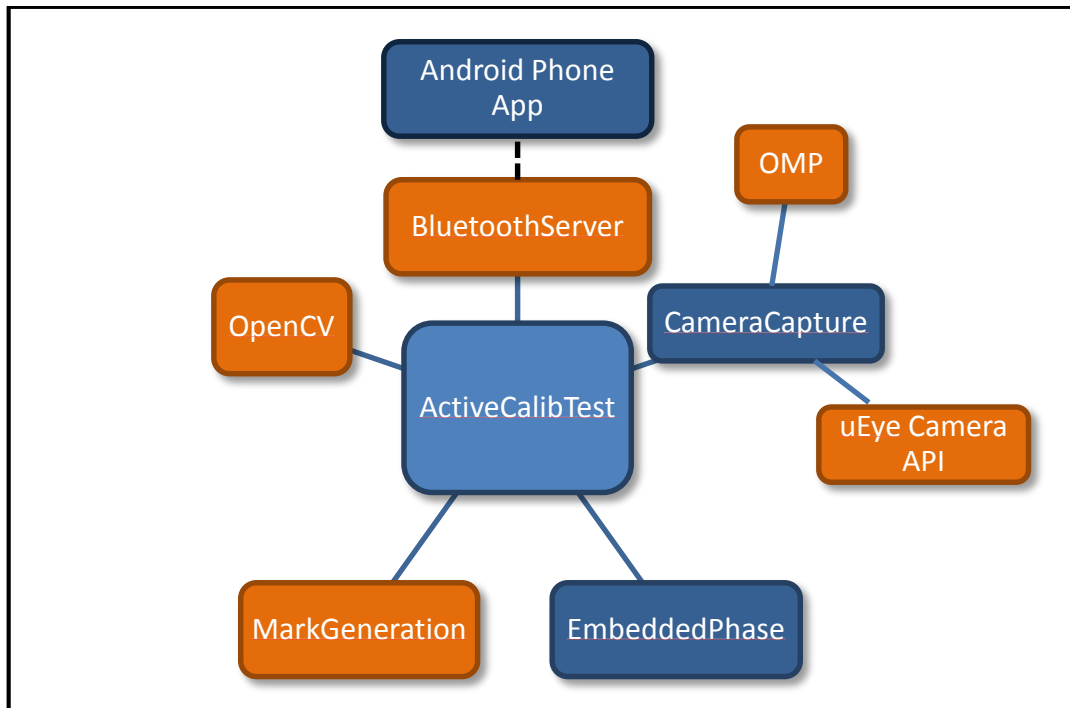 Android Phone
App
OMP
BluetoothServer
OpenCV
CameraCapture
ActiveCalibTest
uEye Camera
API
MarkGeneration
EmbeddedPhase